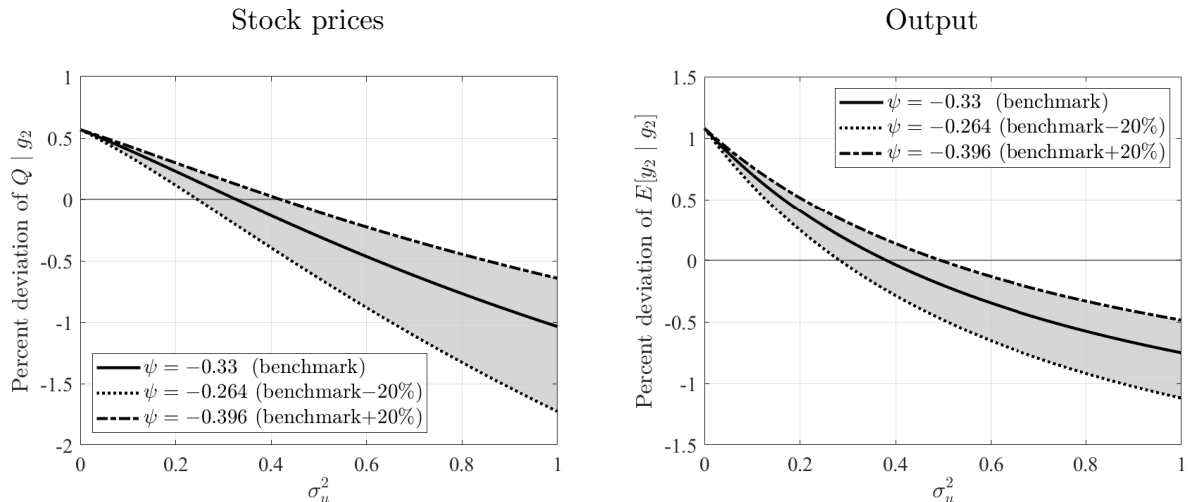 Stock prices
Percent deviation of Q | g₂
1
0.5
0
-0.5
-1
-1.5
-2
ψ = −0.33 (benchmark)
ψ = −0.264 (benchmark−20%)
ψ = −0.396 (benchmark+20%)
0 0.2 0.4 0.6 0.8 1
σ²ᵤ
Output
Percent deviation of E[y₂ | g₂]
1.5
1
0.5
0
-0.5
-1
-1.5
ψ = −0.33 (benchmark)
ψ = −0.264 (benchmark−20%)
ψ = −0.396 (benchmark+20%)
0 0.2 0.4 0.6 0.8 1
σ²ᵤ